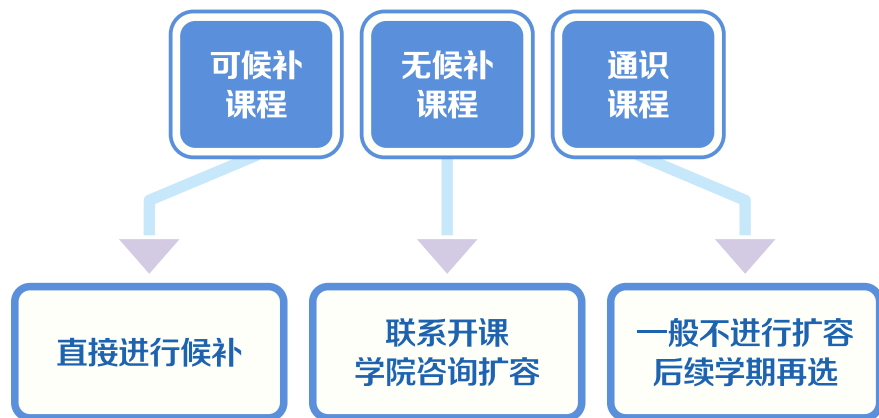 可候补
课程
无候补
课程
通识
课程
直接进行候补
联系开课
学院咨询扩容
一般不进行扩容
后续学期再选